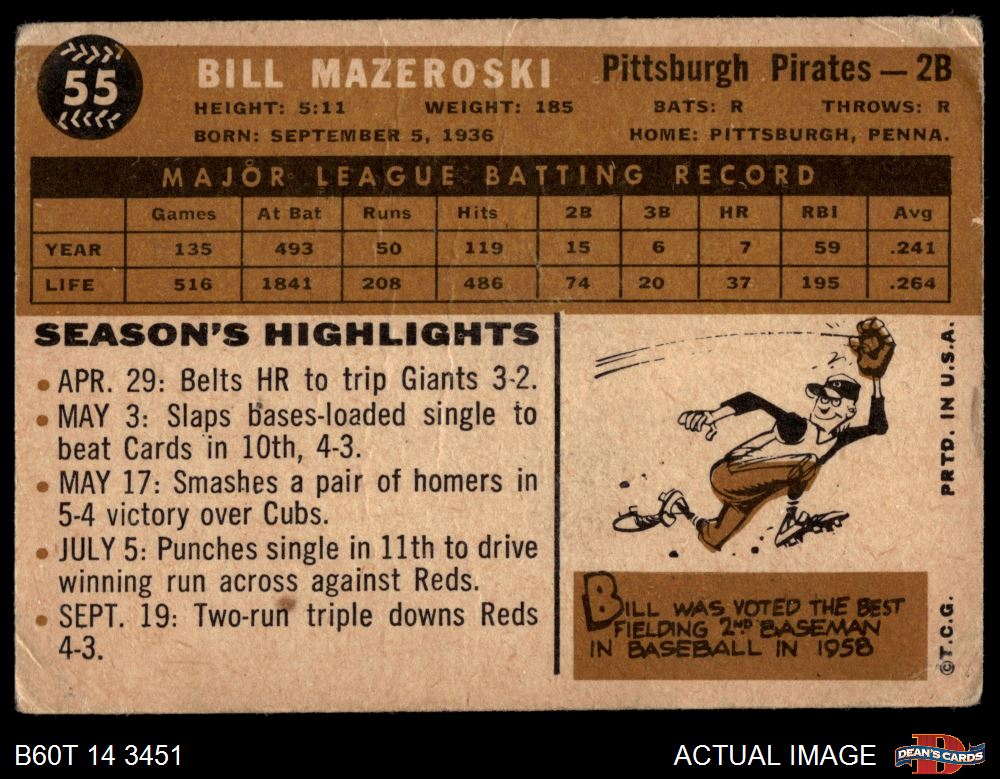 55
BILL MAZEROSKI
Pittsburgh Pirates — 2B
HEIGHT: 5:11 WEIGHT: 185 BATS: R THROWS: R
BORN: SEPTEMBER 5, 1936 HOME: PITTSBURGH, PENNA.
MAJOR LEAGUE BATTING RECORD
Games At Bat Runs Hits 2B 3B HR RBI Avg
YEAR 135 493 50 119 15 6 7 59 .241
LIFE 516 1841 208 486 74 20 37 195 .264
SEASON'S HIGHLIGHTS
• APR. 29: Belts HR to trip Giants 3-2.
• MAY 3: Slaps bases-loaded single to
beat Cards in 10th, 4-3.
• MAY 17: Smashes a pair of homers in
5-4 victory over Cubs.
• JULY 5: Punches single in 11th to drive
winning run across against Reds.
• SEPT. 19: Two-run triple downs Reds
4-3.
BILL WAS VOTED THE BEST
FIELDING 2ND BASEMAN
IN BASEBALL IN 1958
PRTD. IN U.S.A.
©T.C.G.
B60T 14 3451
ACTUAL IMAGE
D
DEAN'S CARDS